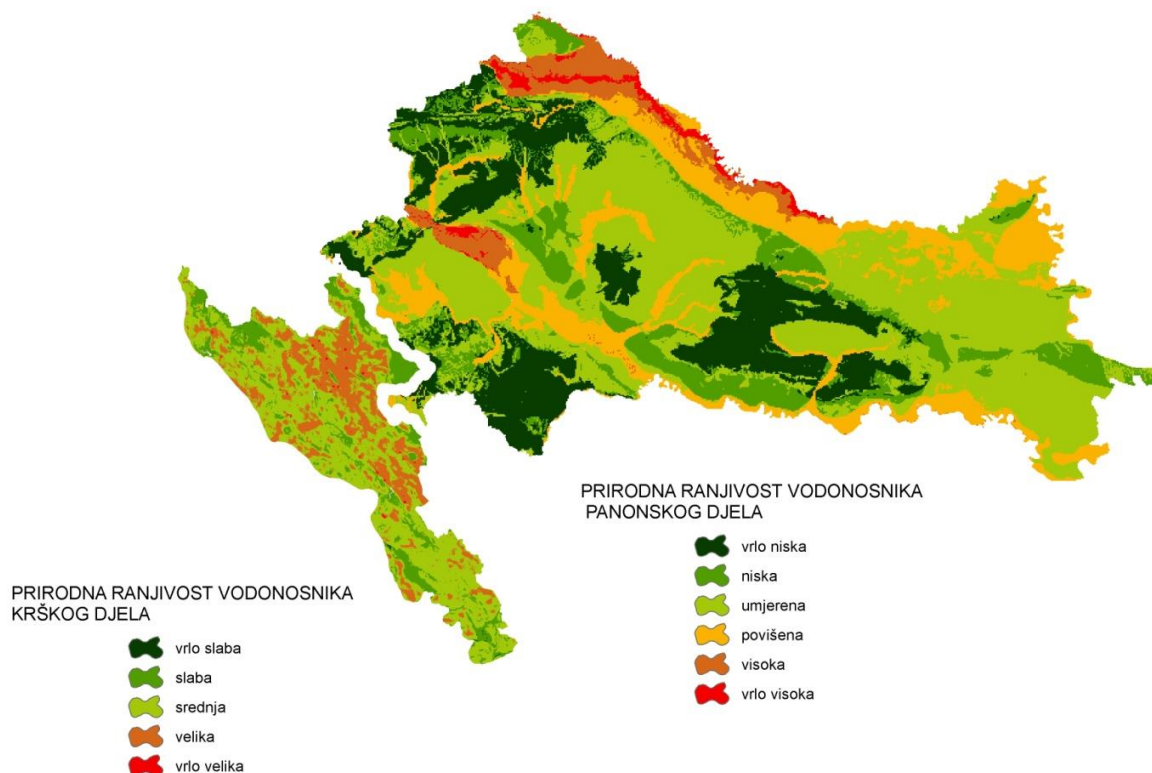 PRIRODNA RANJIVOST VODONOSNIKA
PANONSKOG DJELA
vrlo niska
niska
umjerena
povišena
visoka
vrlo visoka
PRIRODNA RANJIVOST VODONOSNIKA
KRŠKOG DJELA
vrlo slaba
slaba
srednja
velika
vrlo velika